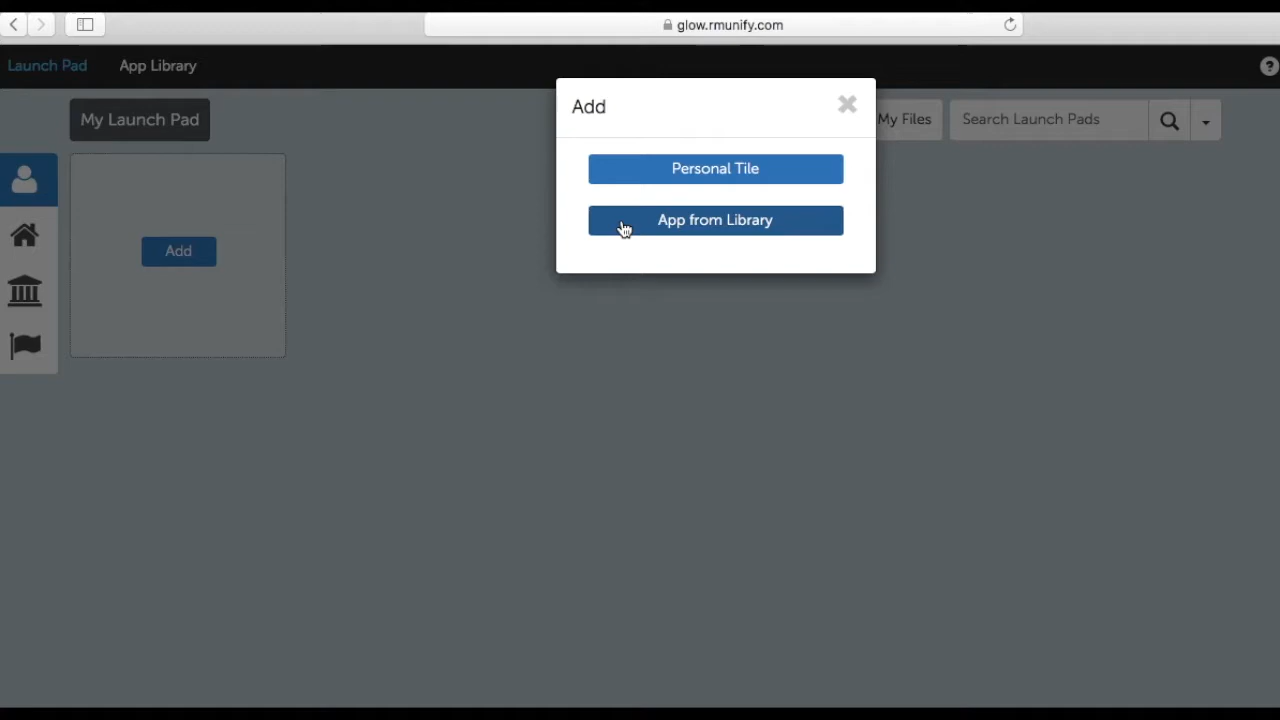 glow.rmunify.com
Launch Pad App Library
?
Add
My Launch Pad
My Files Search Launch Pads
Personal Tile
App from Library
Add